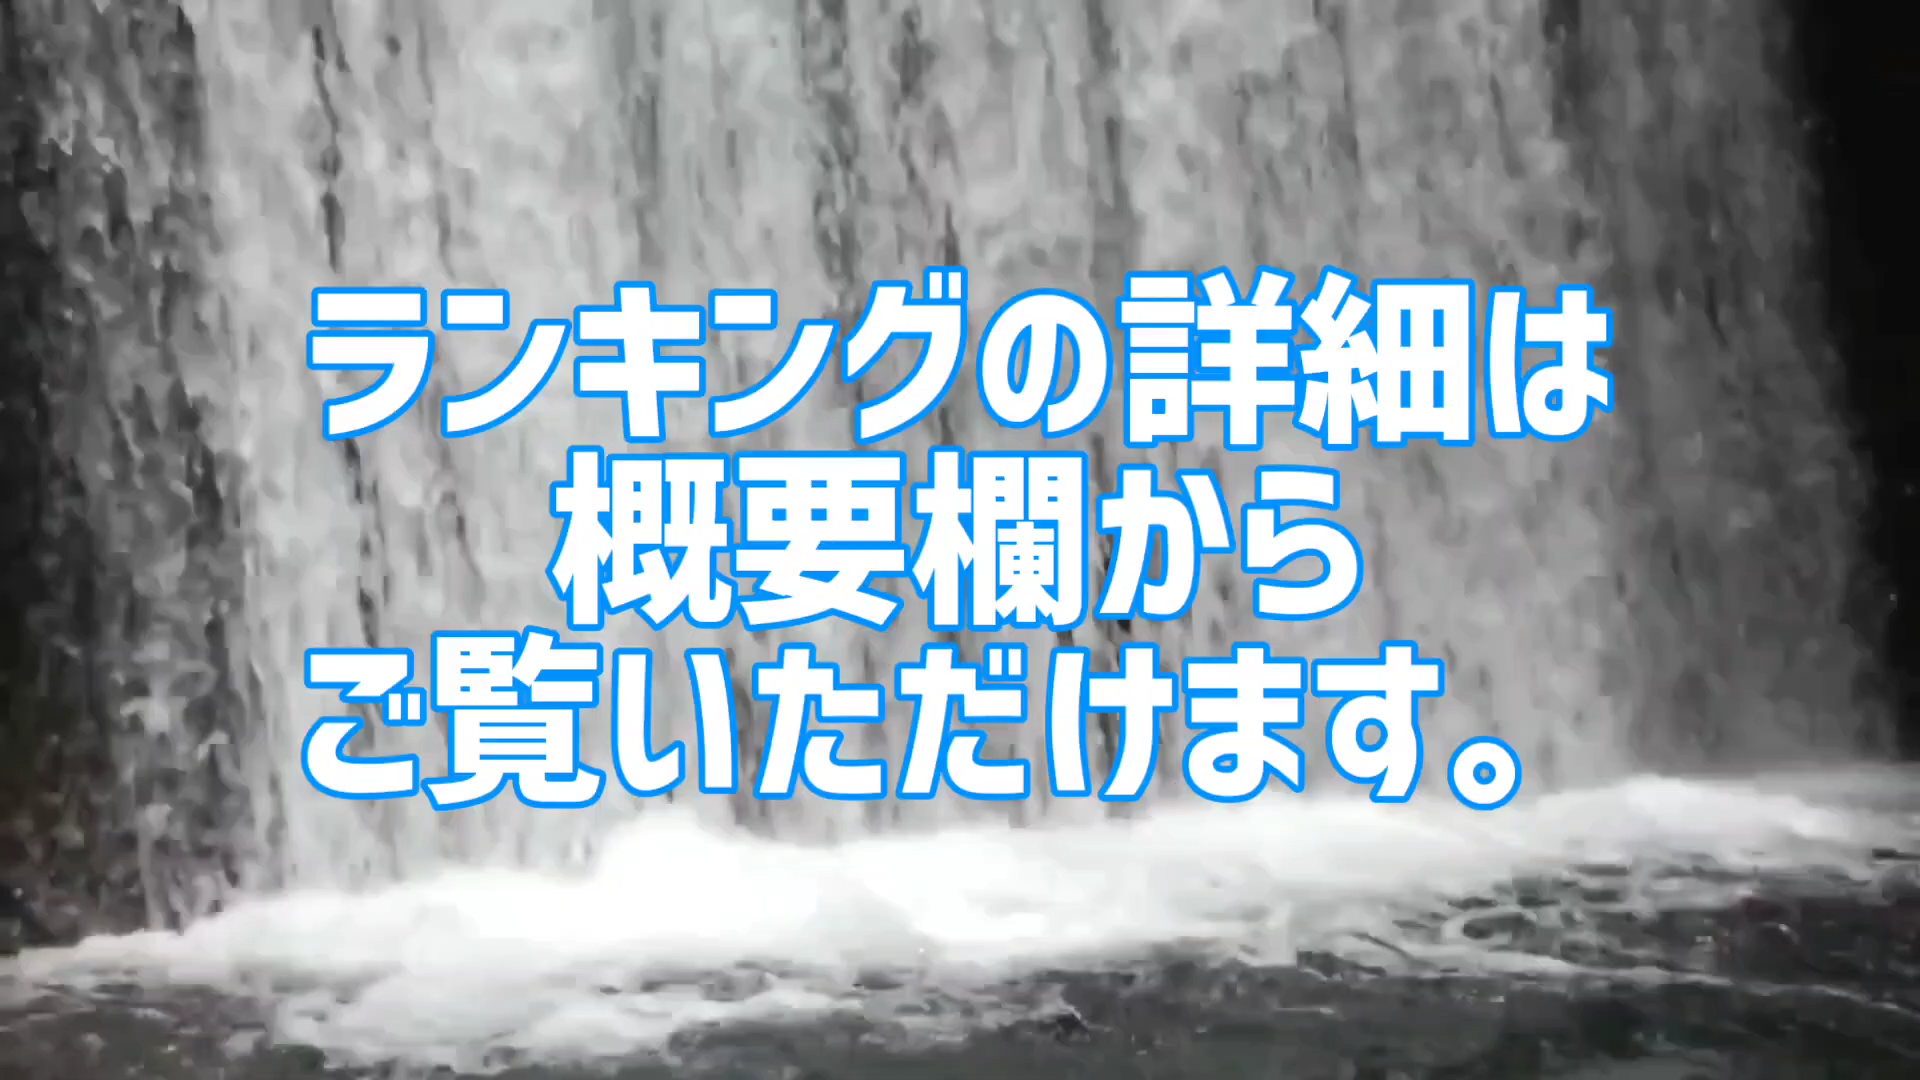 ランキングの詳細は
概要欄から
ご覧いただけます。